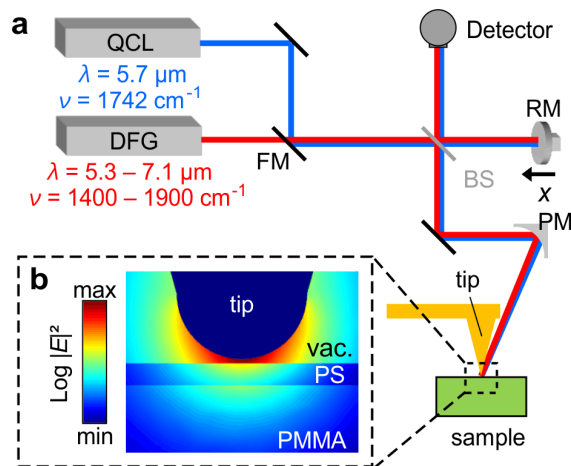 a
QCL
λ = 5.7 µm
ν = 1742 cm⁻¹
DFG
λ = 5.3 – 7.1 µm
ν = 1400 – 1900 cm⁻¹
FM
Detector
RM
BS
x
PM
tip
sample
b
max
Log |E|²
min
tip
vac.
PS
PMMA